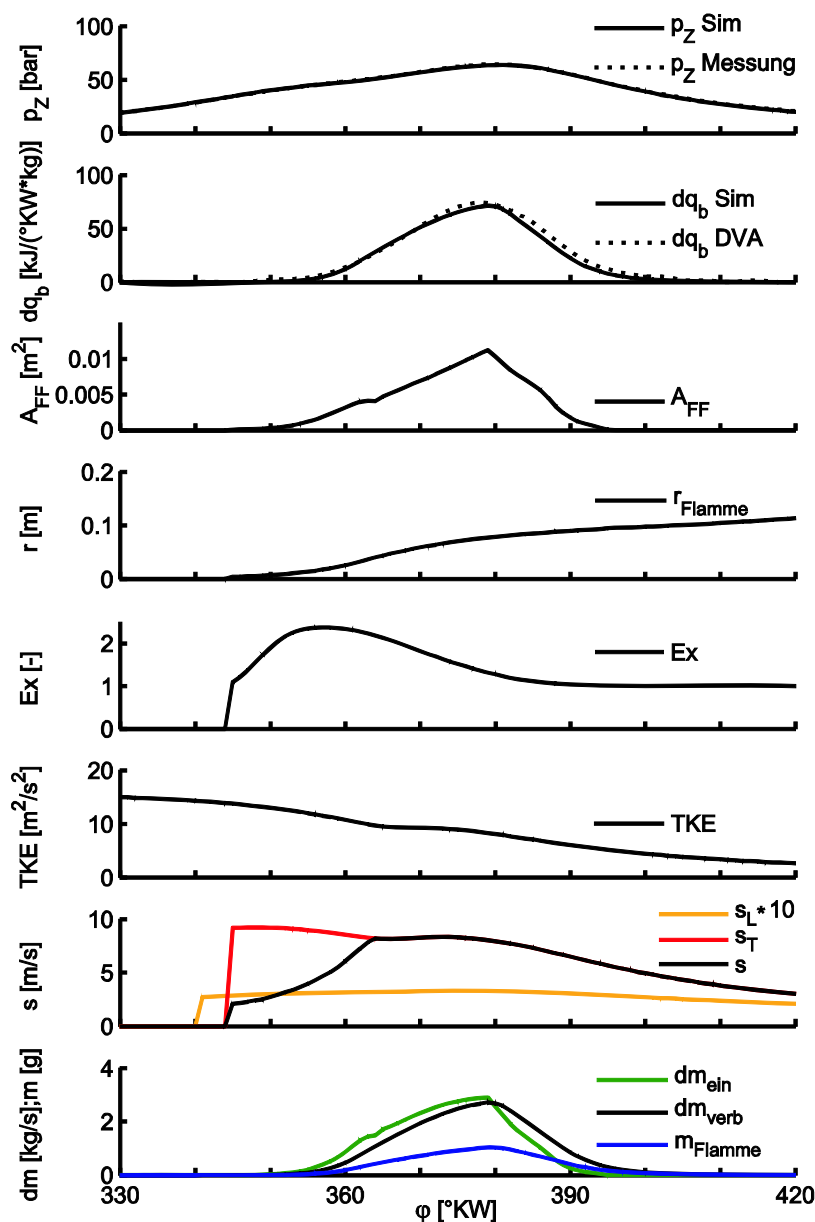 p_Z [bar]
100
50
0
p_Z Sim
p_Z Messung
dq_b [kJ/(°KW*kg)]
100
50
0
dq_b Sim
dq_b DVA
A_FF [m²]
0.01
0.005
0
A_FF
r [m]
0.2
0.1
0
r_Flamme
Ex [-]
2
1
0
Ex
TKE [m²/s²]
20
10
0
TKE
s [m/s]
10
5
0
s_L * 10
s_T
s
dm [kg/s];m [g]
4
2
0
dm_ein
dm_verb
m_Flamme
330 360 390 420
φ [°KW]